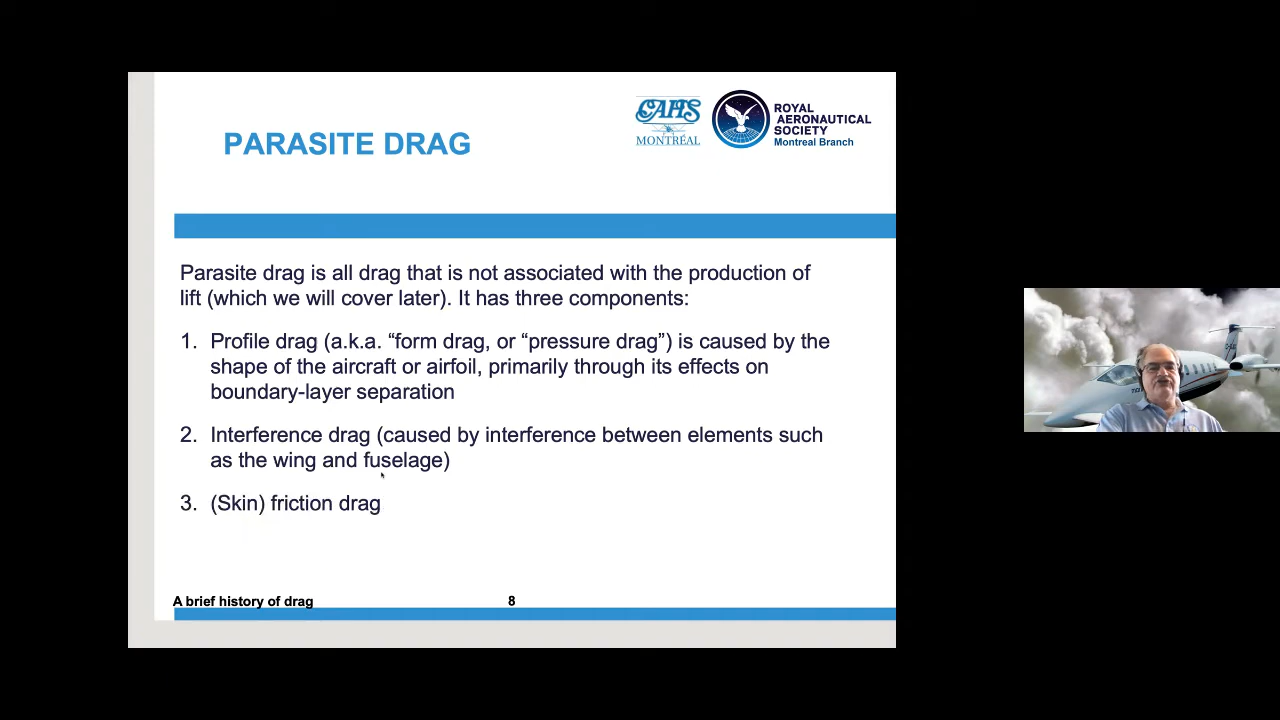 PARASITE DRAG
CAHS
MONTRÉAL
ROYAL
AERONAUTICAL
SOCIETY
Montreal Branch
Parasite drag is all drag that is not associated with the production of
lift (which we will cover later). It has three components:
1. Profile drag (a.k.a. “form drag, or “pressure drag”) is caused by the
shape of the aircraft or airfoil, primarily through its effects on
boundary-layer separation
2. Interference drag (caused by interference between elements such
as the wing and fuselage)
3. (Skin) friction drag
A brief history of drag
8